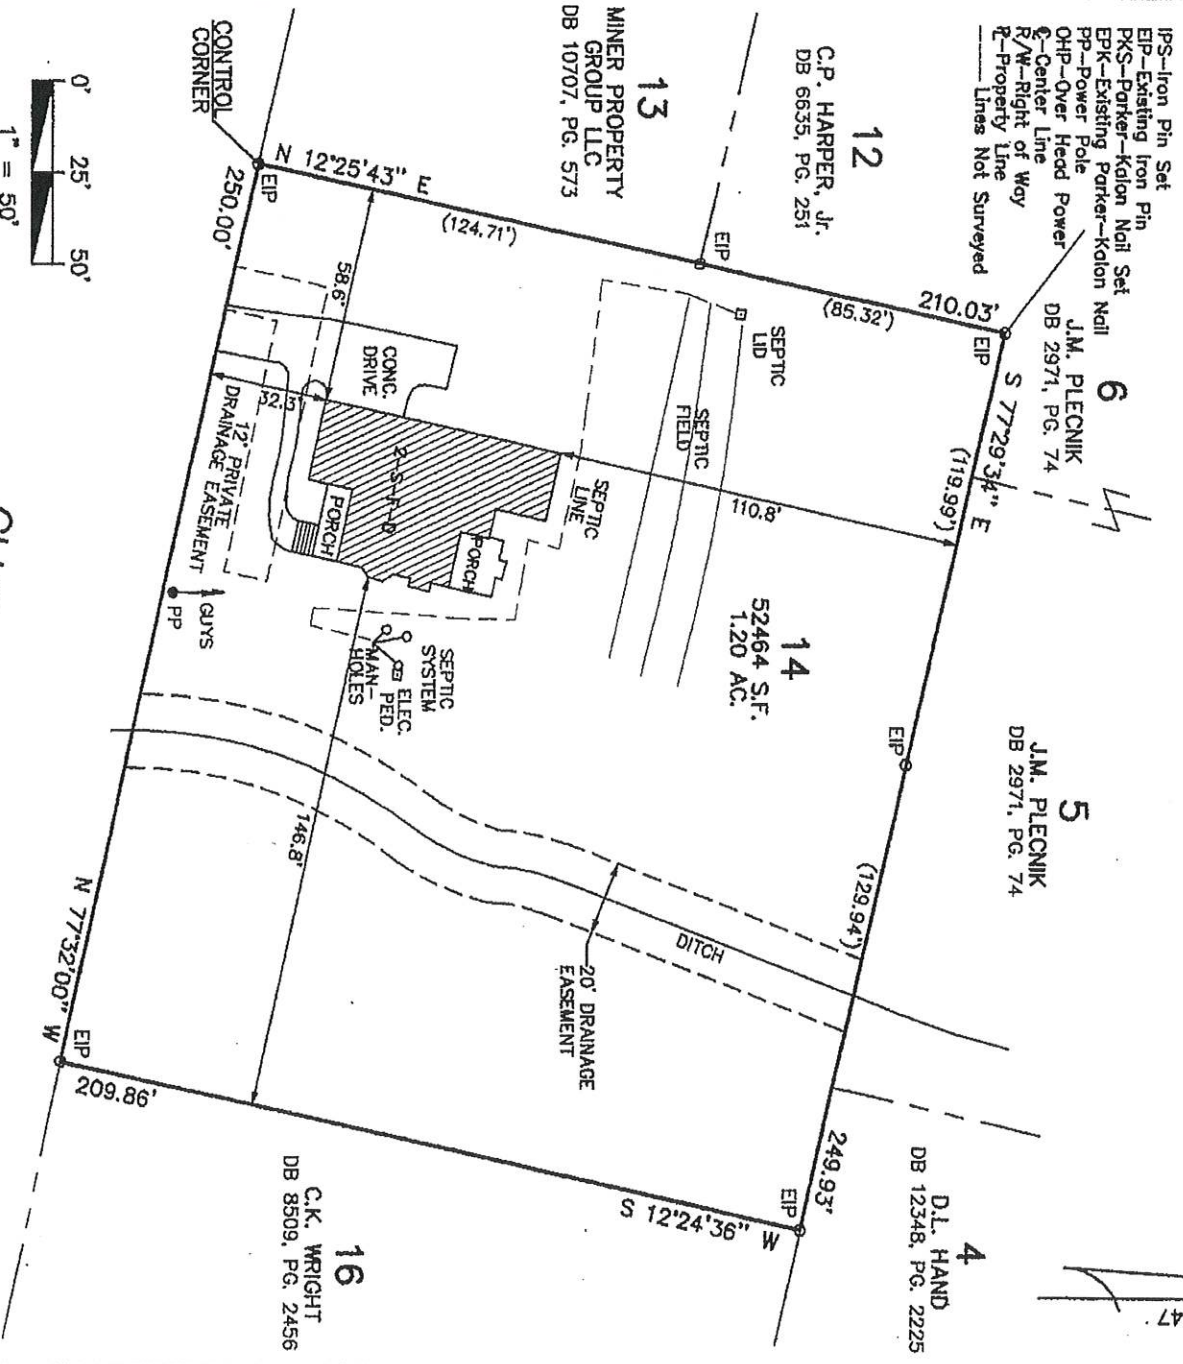 IPS-Iron Pin Set
EIP-Existing Iron Pin
PKS-Parker-Kalon Nail Set
EPK-Existing Parker-Kalon Nail
PP-Power Pole
OHP-Over Head Power
℄-Center Line
R/W-Right of Way
⅊-Property Line
Lines Not Surveyed
6
J.M. PLECNIK
DB 2971, PG. 74
5
J.M. PLECNIK
DB 2971, PG. 74
4
D.L. HAND
DB 12348, PG. 2225
47
12
C.P. HARPER, Jr.
DB 6635, PG. 251
13
MINER PROPERTY
GROUP LLC
DB 10707, PG. 573
210.03'
EIP
S 77°29'34" E
(119.99')
EIP
(129.94')
249.93'
EIP
(85.32')
EIP
(124.71')
N 12°25'43" E
SEPTIC
LID
SEPTIC
FIELD
110.8'
14
52464 S.F.
1.20 AC.
SEPTIC
LINE
DITCH
20' DRAINAGE
EASEMENT
58.6'
CONC.
DRIVE
2-S-F-D
PORCH
PORCH
32.3'
12' PRIVATE
DRAINAGE EASEMENT
SEPTIC
SYSTEM
MAN-
HOLES
ELEC.
PED.
GUYS
PP
146.8'
S 12°24'36" W
209.86'
16
C.K. WRIGHT
DB 8509, PG. 2456
CONTROL
CORNER
EIP
250.00'
N 77°32'00" W
EIP
0' 25' 50'
1" = 50'